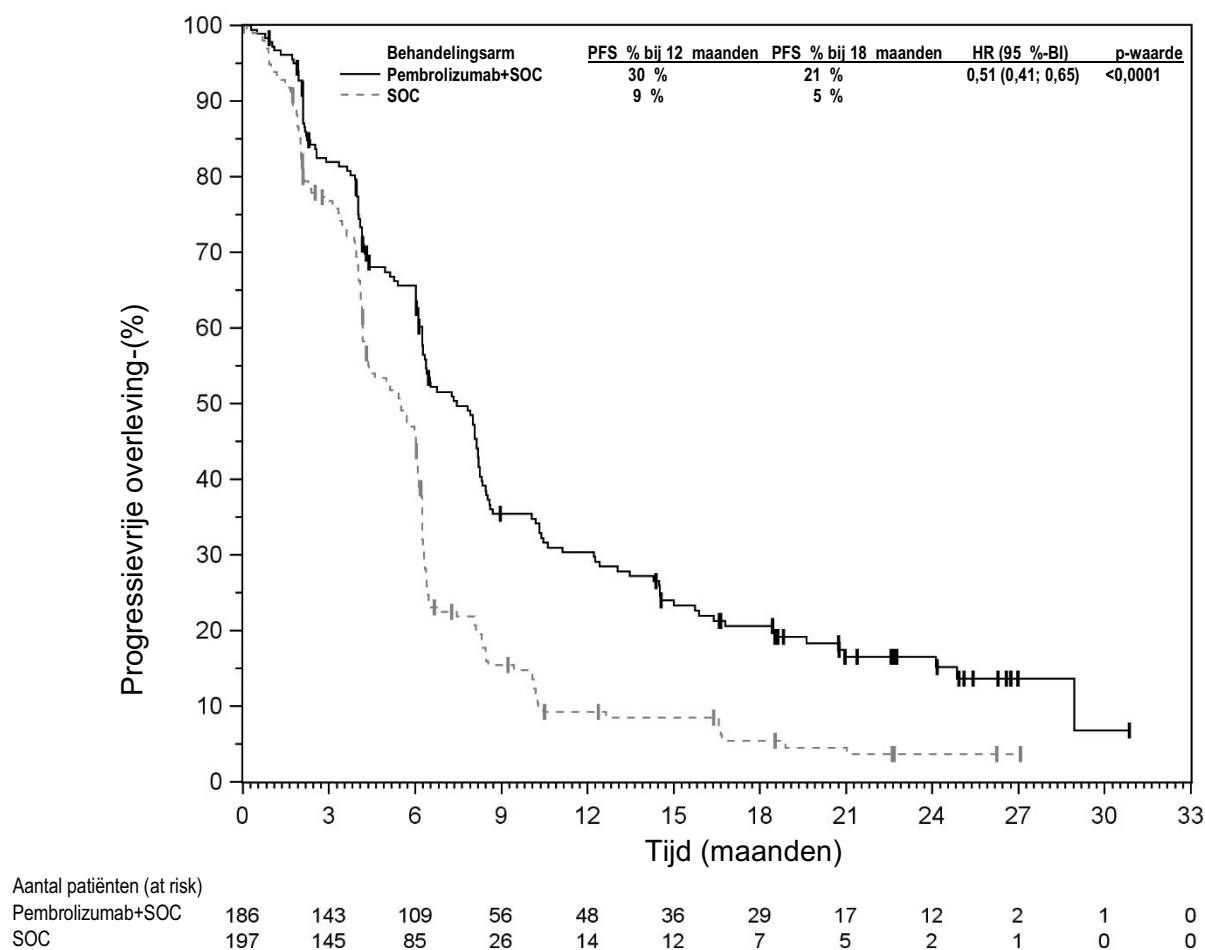 Behandelingsarm PFS % bij 12 maanden PFS % bij 18 maanden HR (95 %-BI) p-waarde
Pembrolizumab+SOC 30 % 21 % 0,51 (0,41; 0,65) <0,0001
SOC 9 % 5 %
Progressievrije overleving-(%)
100
90
80
70
60
50
40
30
20
10
0
0 3 6 9 12 15 18 21 24 27 30 33
Tijd (maanden)
Aantal patiënten (at risk)
Pembrolizumab+SOC 186 143 109 56 48 36 29 17 12 2 1 0
SOC 197 145 85 26 14 12 7 5 2 1 0 0